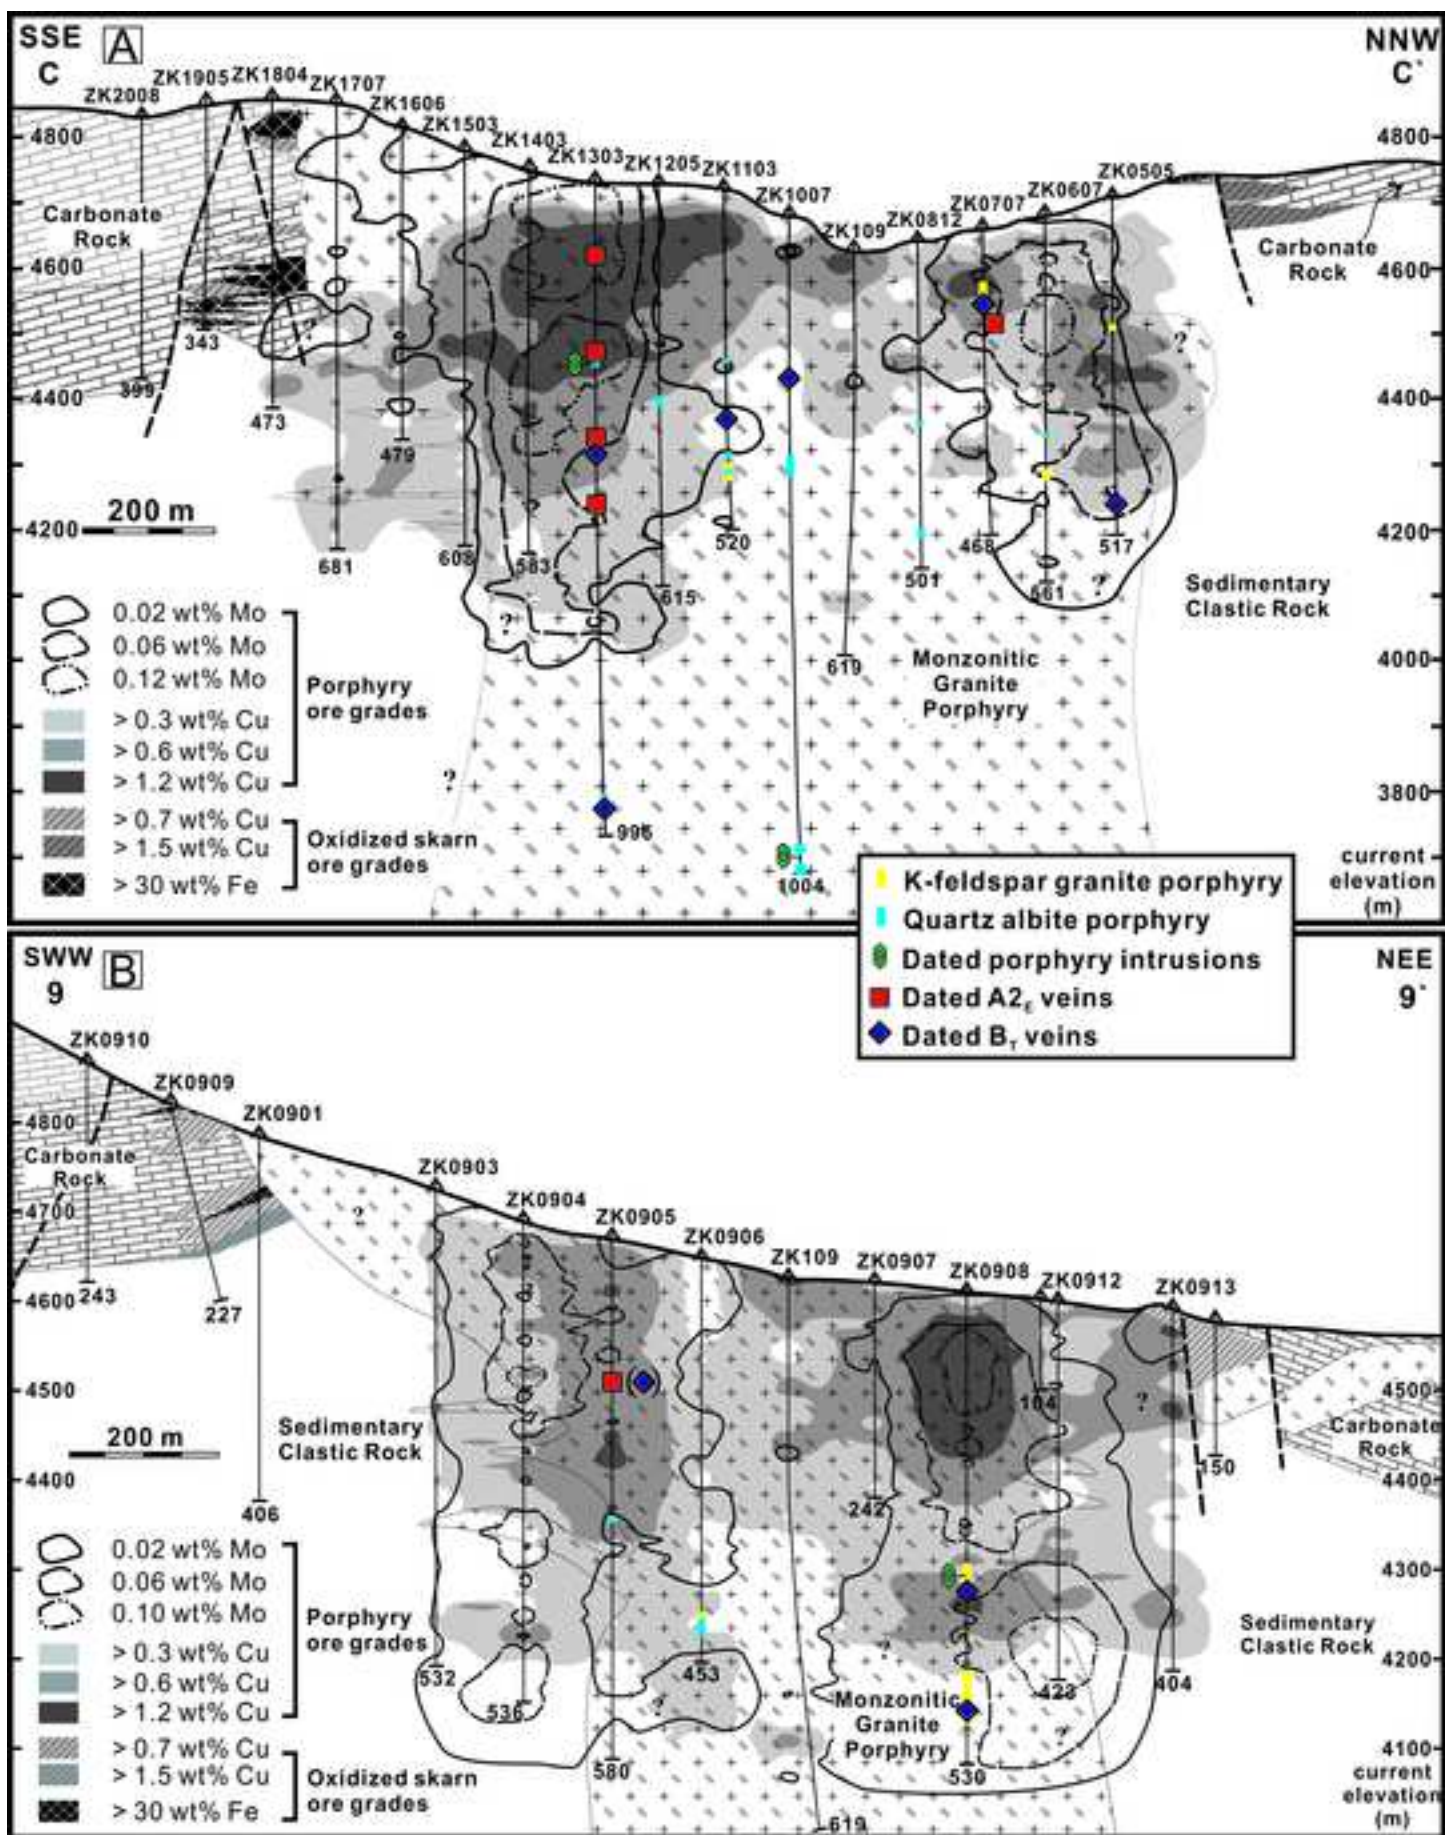 SSE
C
A
NNW
C`
ZK2008
ZK1905
ZK1804
ZK1707
ZK1606
ZK1503
ZK1403
ZK1303
ZK1205
ZK1103
ZK1007
ZK109
ZK0812
ZK0707
ZK0607
ZK0505
4800
4800
Carbonate
Rock
Carbonate
Rock
?
4600
4600
343
?
?
399
4400
4400
473
479
200 m
4200
4200
681
608
583
520
615
501
468
561
517
?
?
619
Sedimentary
Clastic Rock
0.02 wt% Mo
0.06 wt% Mo
0.12 wt% Mo
> 0.3 wt% Cu
> 0.6 wt% Cu
> 1.2 wt% Cu
Porphyry
ore grades
> 0.7 wt% Cu
> 1.5 wt% Cu
> 30 wt% Fe
Oxidized skarn
ore grades
Monzonitic
Granite
Porphyry
4000
?
3800
996
1004
current
elevation
(m)
K-feldspar granite porphyry
Quartz albite porphyry
Dated porphyry intrusions
Dated A2E veins
Dated BT veins
SWW
9
B
NEE
9`
ZK0910
ZK0909
ZK0901
ZK0903
ZK0904
ZK0905
ZK0906
ZK109
ZK0907
ZK0908
ZK0912
ZK0913
4800
Carbonate
Rock
4700
?
4600
243
227
4500
4500
104
?
Sedimentary
Clastic Rock
200 m
Carbonate
Rock
4400
4400
150
406
242
4300
0.02 wt% Mo
0.06 wt% Mo
0.10 wt% Mo
> 0.3 wt% Cu
> 0.6 wt% Cu
> 1.2 wt% Cu
Porphyry
ore grades
> 0.7 wt% Cu
> 1.5 wt% Cu
> 30 wt% Fe
Oxidized skarn
ore grades
Sedimentary
Clastic Rock
?
4200
532
536
453
428
404
?
?
?
Monzonitic
Granite
Porphyry
4100
580
530
619
current
elevation
(m)